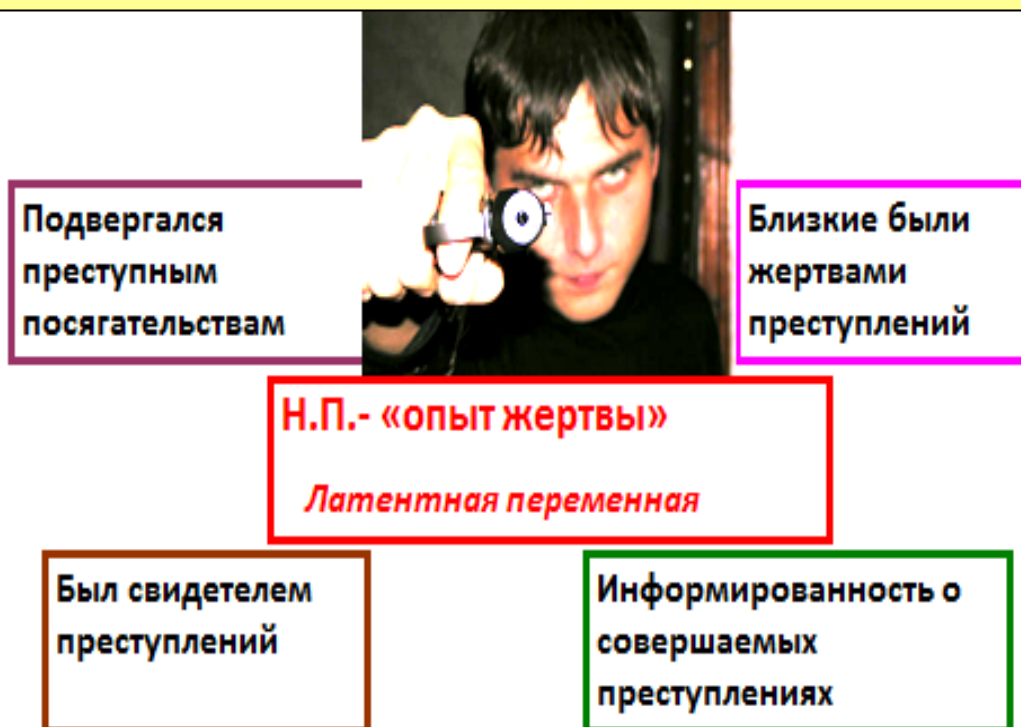 Подвергался
преступным
посягательствам
Близкие были
жертвами
преступлений
Н.П.- «опыт жертвы»
Латентная переменная
Был свидетелем
преступлений
Информированность о
совершаемых
преступлениях